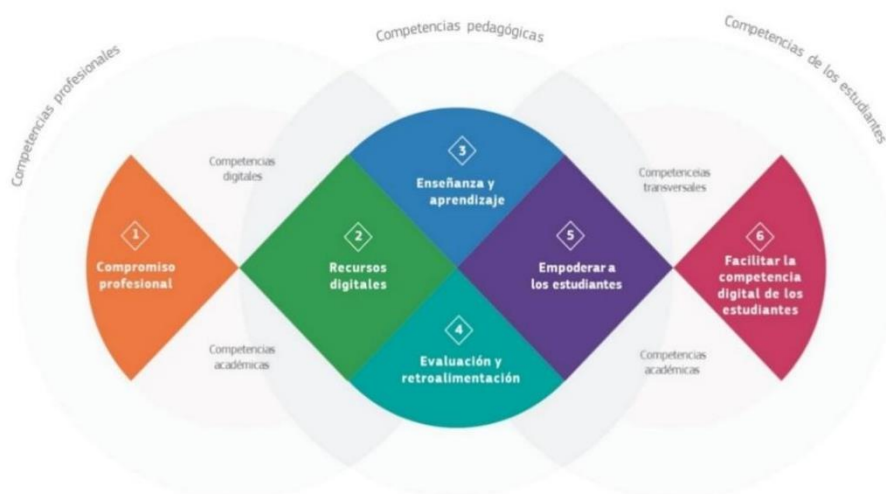 Competencias profesionales
Competencias pedagógicas
Competencias de los estudiantes
Competencias
digitales
Competencias
académicas
1
Compromiso
profesional
2
Recursos
digitales
3
Enseñanza y
aprendizaje
4
Evaluación y
retroalimentación
5
Empoderar a
los estudiantes
Competenceias
transversales
Competencias
académicas
6
Facilitar la
competencia
digital de los
estudiantes